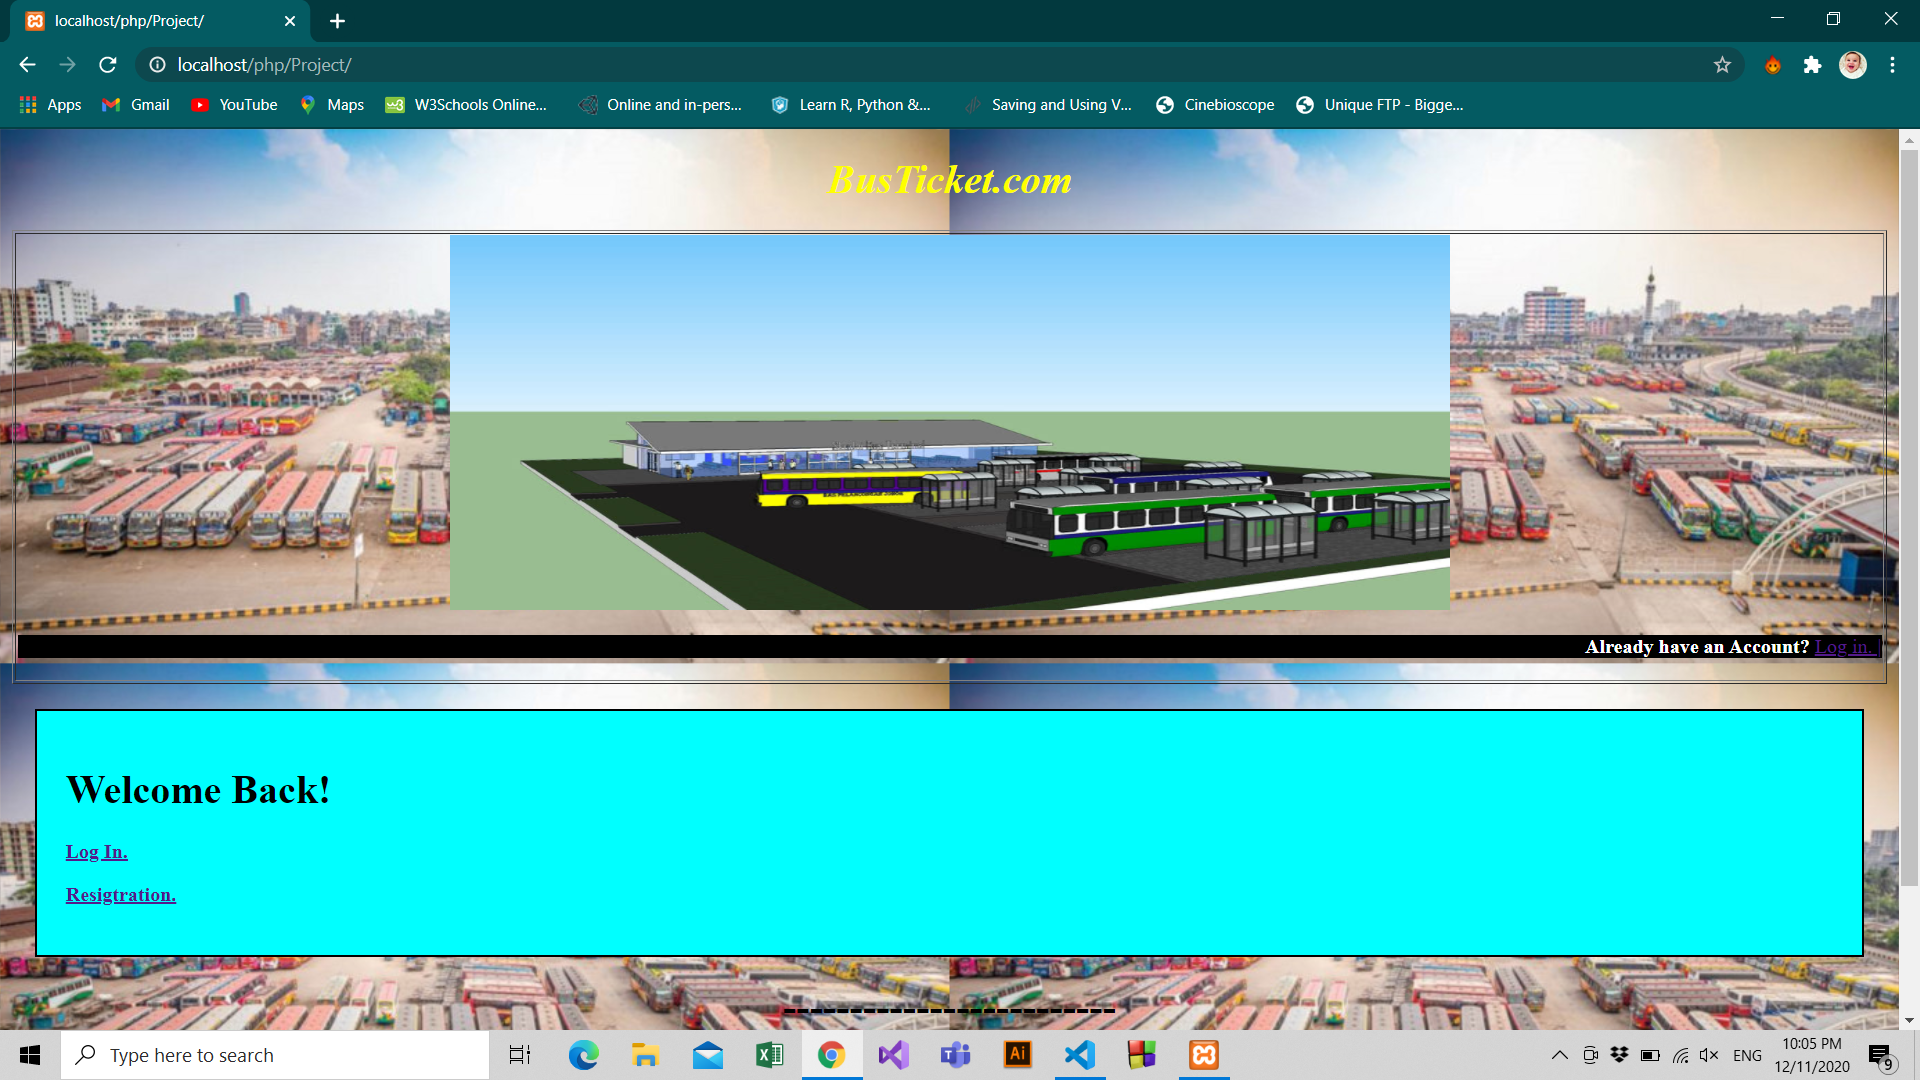 localhost/php/Project/
localhost/php/Project/
Apps
Gmail
YouTube
Maps
W3Schools Online...
Online and in-pers...
Learn R, Python &...
Saving and Using V...
Cinebioscope
Unique FTP - Bigge...
BusTicket.com
Already have an Account? Log in. |
Welcome Back!
Log In.
Resigtration.
Type here to search
ENG
10:05 PM
12/11/2020
9